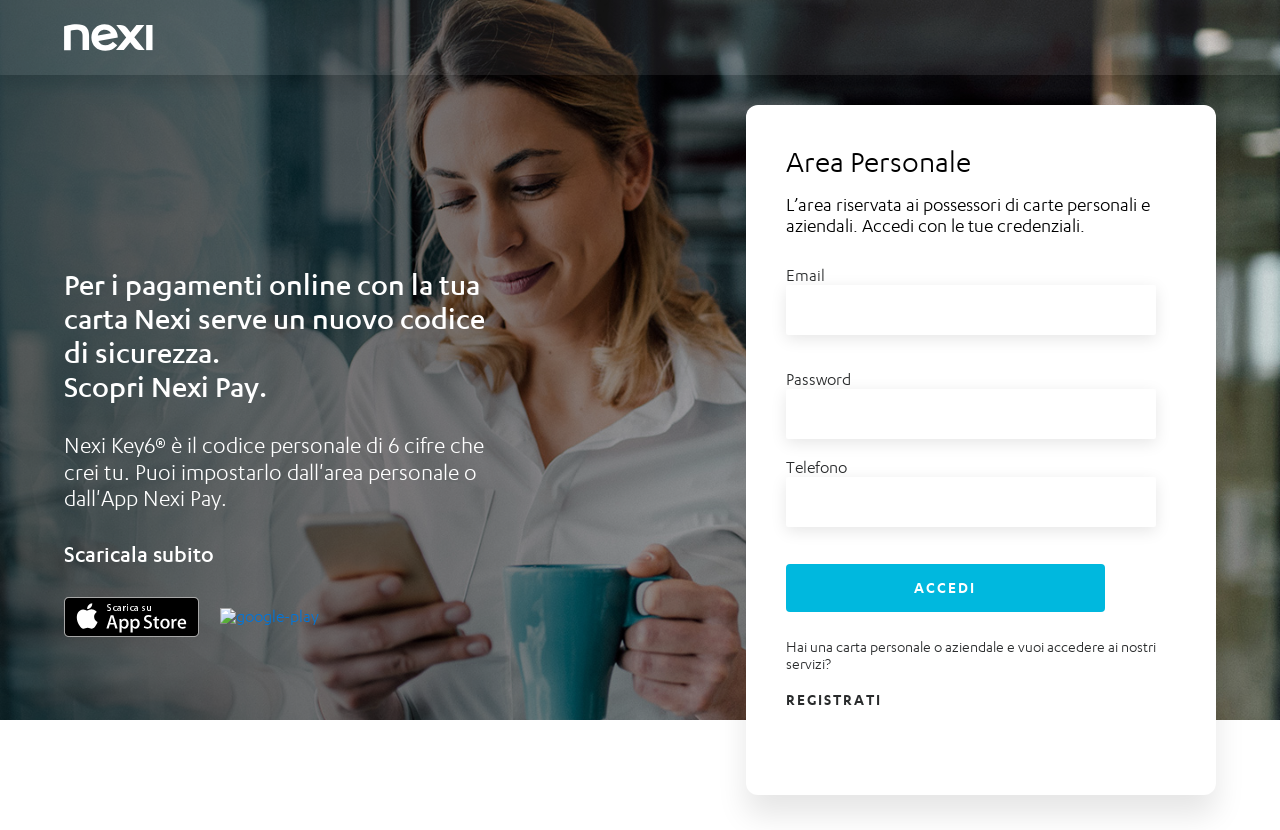 nexi
Per i pagamenti online con la tua
carta Nexi serve un nuovo codice
di sicurezza.
Scopri Nexi Pay.
Nexi Key6® è il codice personale di 6 cifre che
crei tu. Puoi impostarlo dall'area personale o
dall'App Nexi Pay.
Scaricala subito
Scarica su
App Store
google-play
Area Personale
L’area riservata ai possessori di carte personali e
aziendali. Accedi con le tue credenziali.
Email
Password
Telefono
ACCEDI
Hai una carta personale o aziendale e vuoi accedere ai nostri
servizi?
REGISTRATI